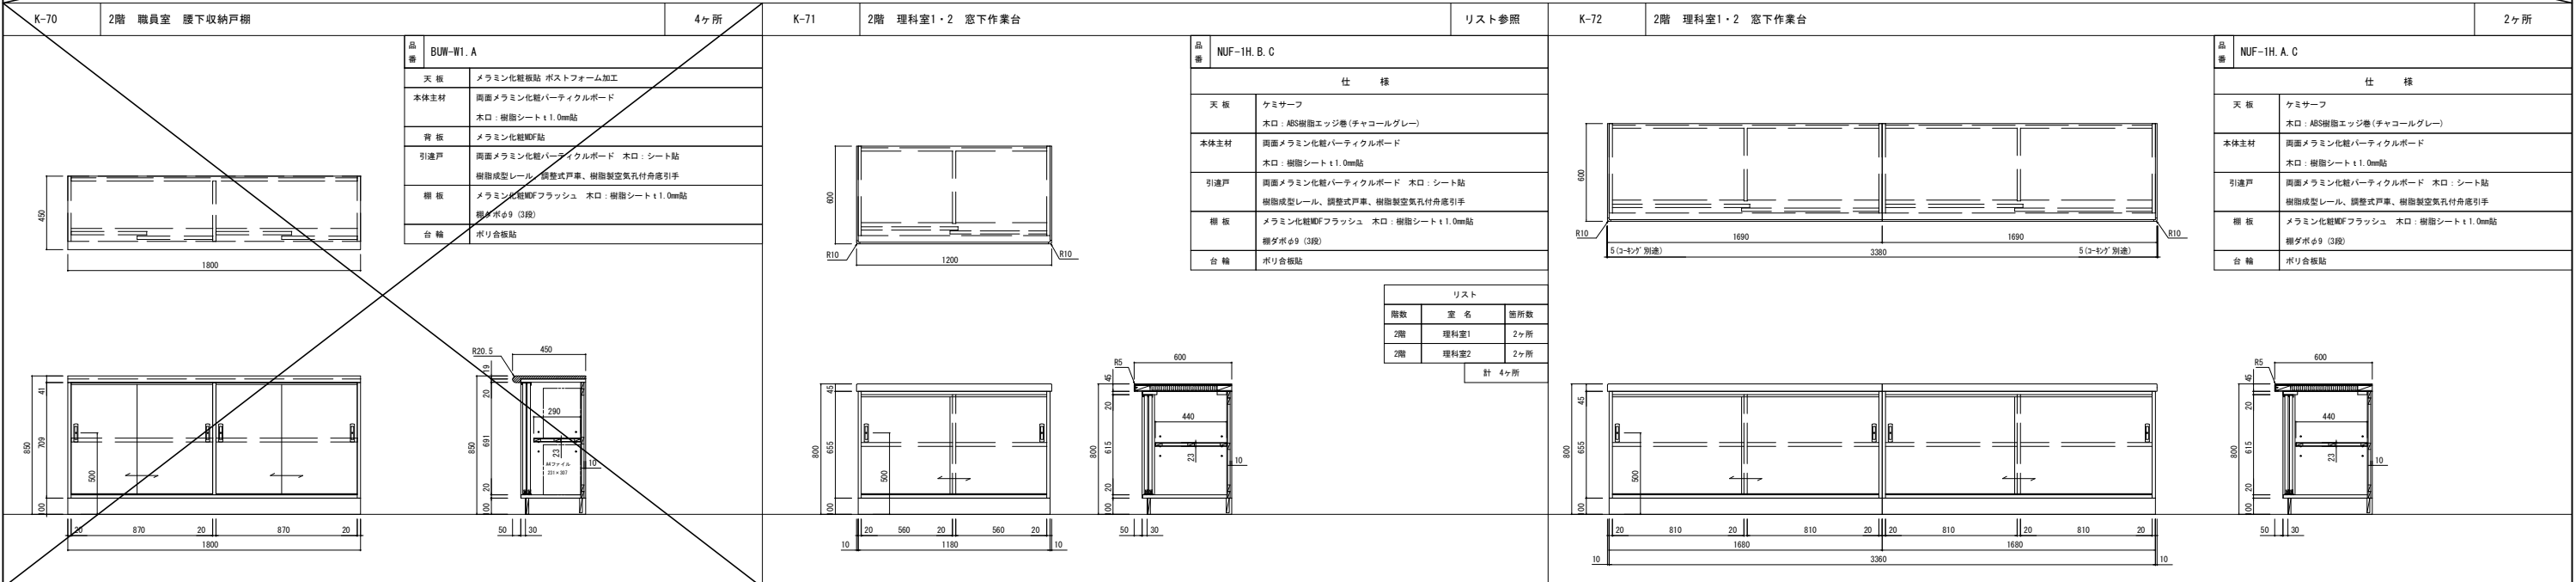 K-70 2階 職員室 腰下収納戸棚 4ヶ所
品番 BUW-W1.A
天 板 メラミン化粧板貼 ポストフォーム加工
本体主材 両面メラミン化粧パーティクルボード
木口：樹脂シートt1.0mm貼
背 板 メラミン化粧MDF貼
引違戸 両面メラミン化粧パーティクルボード 木口：シート貼
樹脂成型レール、調整式戸車、樹脂製空気孔付舟底引手
棚 板 メラミン化粧MDFフラッシュ 木口：樹脂シートt1.0mm貼
棚ダボφ9 (3段)
台 輪 ポリ合板貼
450
1800
R20.5
450
19
41
20
850
709
500
100
850
691
290
23
A4ファイル
231×307
10
20
100
20 870 20 870 20
1800
50 30
K-71 2階 理科室1・2 窓下作業台 リスト参照
品番 NUF-1H.B.C
仕 様
天 板 ケミサーフ
木口：ABS樹脂エッジ巻(チャコールグレー)
本体主材 両面メラミン化粧パーティクルボード
木口：樹脂シートt1.0mm貼
引違戸 両面メラミン化粧パーティクルボード 木口：シート貼
樹脂成型レール、調整式戸車、樹脂製空気孔付舟底引手
棚 板 メラミン化粧MDFフラッシュ 木口：樹脂シートt1.0mm貼
棚ダボφ9 (3段)
台 輪 ポリ合板貼
600
R10 R10
1200
リスト
階数 室 名 箇所数
2階 理科室1 2ヶ所
2階 理科室2 2ヶ所
計 4ヶ所
R5
600
45
45
20
800
655
500
100
800
615
440
23
10
20
100
20 560 20 560 20
10 1180 10
50 30
K-72 2階 理科室1・2 窓下作業台 2ヶ所
品番 NUF-1H.A.C
仕 様
天 板 ケミサーフ
木口：ABS樹脂エッジ巻(チャコールグレー)
本体主材 両面メラミン化粧パーティクルボード
木口：樹脂シートt1.0mm貼
引違戸 両面メラミン化粧パーティクルボード 木口：シート貼
樹脂成型レール、調整式戸車、樹脂製空気孔付舟底引手
棚 板 メラミン化粧MDFフラッシュ 木口：樹脂シートt1.0mm貼
棚ダボφ9 (3段)
台 輪 ポリ合板貼
600
R10 R10
1690 1690
5(コーキング別途) 3380 5(コーキング別途)
R5
600
45
45
20
800
655
500
100
800
615
440
23
10
20
100
20 810 20 810 20 20 810 20 810 20
1680 1680
10 3360 10
50 30